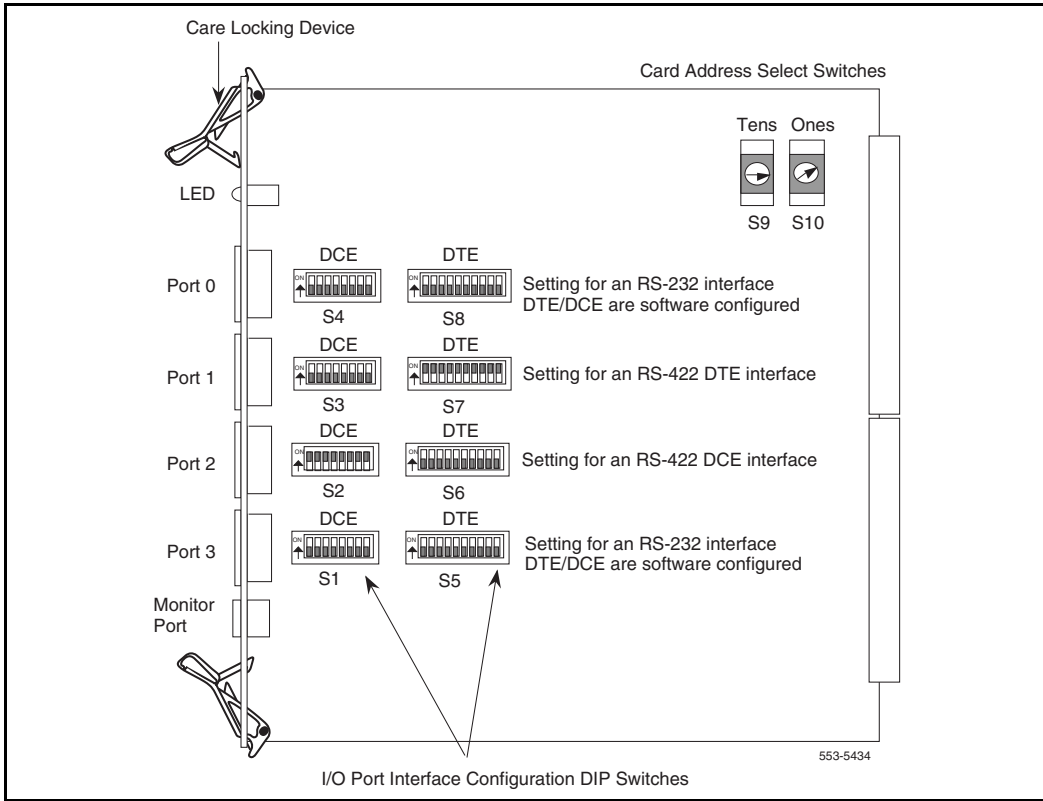 Care Locking Device
Card Address Select Switches
Tens Ones
S9 S10
LED
DCE DTE
Port 0
ON ON
Setting for an RS-232 interface
DTE/DCE are software configured
S4 S8
DCE DTE
Port 1
ON ON
Setting for an RS-422 DTE interface
S3 S7
DCE DTE
Port 2
ON ON
Setting for an RS-422 DCE interface
S2 S6
DCE DTE
Port 3
ON ON
Setting for an RS-232 interface
DTE/DCE are software configured
S1 S5
Monitor
Port
553-5434
I/O Port Interface Configuration DIP Switches